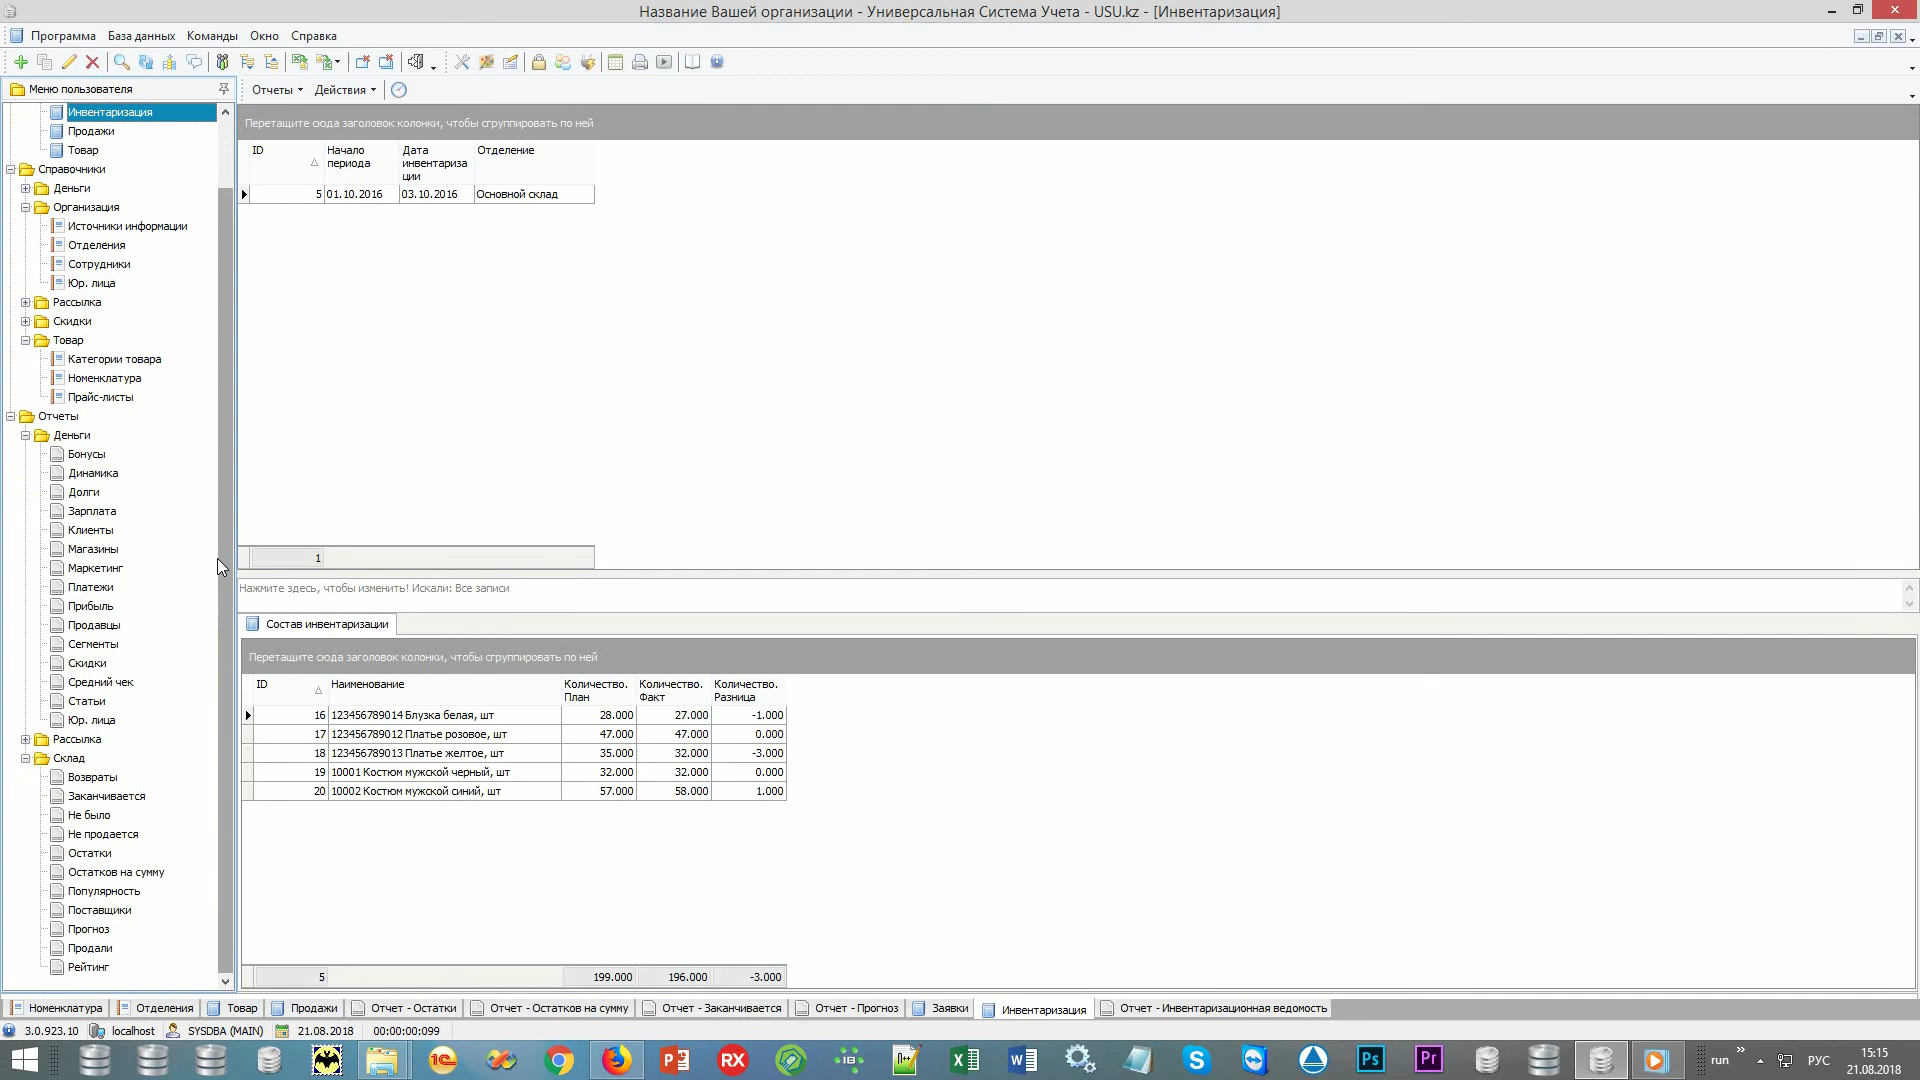 Название Вашей организации - Универсальная Система Учета - USU.kz - [Инвентаризация]
Программа База данных Команды Окно Справка
Меню пользователя
Отчеты Действия
Инвентаризация
Продажи
Товар
Справочники
Деньги
Организация
Источники информации
Отделения
Сотрудники
Юр. лица
Рассылка
Скидки
Товар
Категории товара
Номенклатура
Прайс-листы
Отчеты
Деньги
Бонусы
Динамика
Долги
Зарплата
Клиенты
Магазины
Маркетинг
Платежи
Прибыль
Продавцы
Сегменты
Скидки
Средний чек
Статьи
Юр. лица
Рассылка
Склад
Возвраты
Заканчивается
Не было
Не продается
Остатки
Остатков на сумму
Популярность
Поставщики
Прогноз
Продали
Рейтинг
Перетащите сюда заголовок колонки, чтобы сгруппировать по ней
ID Начало периода Дата инвентариза ции Отделение
5 01.10.2016 03.10.2016 Основной склад
1
Нажмите здесь, чтобы изменить! Искали: Все записи
Состав инвентаризации
Перетащите сюда заголовок колонки, чтобы сгруппировать по ней
ID Наименование Количество. План Количество. Факт Количество. Разница
16 123456789014 Блузка белая, шт 28.000 27.000 -1.000
17 123456789012 Платье розовое, шт 47.000 47.000 0.000
18 123456789013 Платье желтое, шт 35.000 32.000 -3.000
19 10001 Костюм мужской черный, шт 32.000 32.000 0.000
20 10002 Костюм мужской синий, шт 57.000 58.000 1.000
5 199.000 196.000 -3.000
Номенклатура Отделения Товар Продажи Отчет - Остатки Отчет - Остатков на сумму Отчет - Заканчивается Отчет - Прогноз Заявки Инвентаризация Отчет - Инвентаризационная ведомость
3.0.923.10 localhost SYSDBA (MAIN) 21.08.2018 00:00:00:099
run » РУС 15:15
21.08.2018